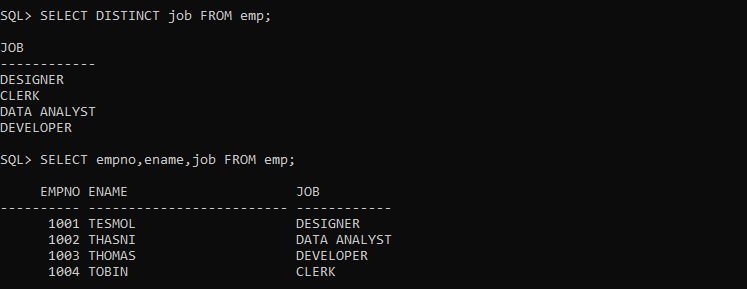 SQL> SELECT DISTINCT job FROM emp;
JOB
------------
DESIGNER
CLERK
DATA ANALYST
DEVELOPER
SQL> SELECT empno,ename,job FROM emp;
     EMPNO ENAME                     JOB
---------- ------------------------- ------------
      1001 TESMOL                    DESIGNER
      1002 THASNI                    DATA ANALYST
      1003 THOMAS                    DEVELOPER
      1004 TOBIN                     CLERK